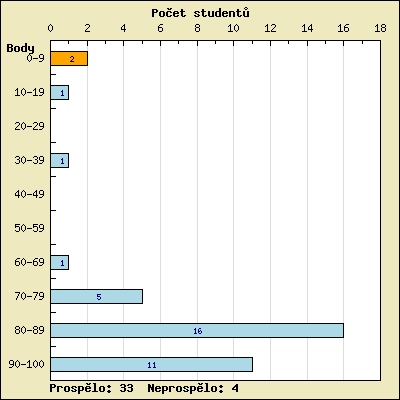 Počet studentů
0 2 4 6 8 10 12 14 16 18
Body
0-9 2
10-19 1
20-29
30-39 1
40-49
50-59
60-69 1
70-79 5
80-89 16
90-100 11
Prospělo: 33 Neprospělo: 4